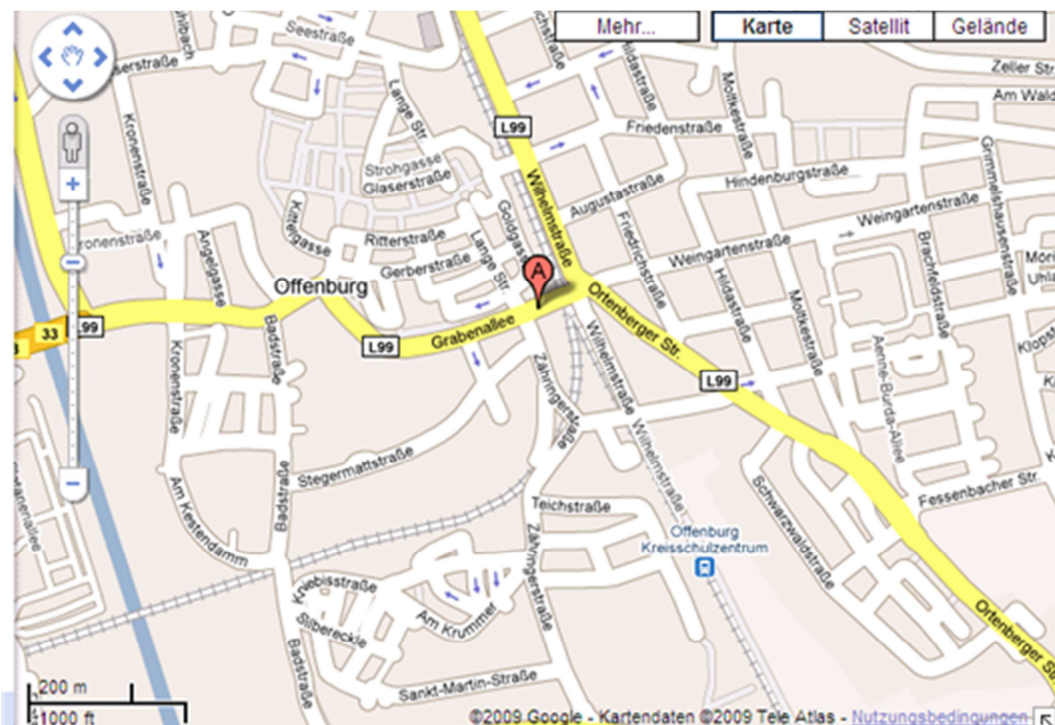 Mehr...
Karte
Satellit
Gelände
Seestraße
Zeller Str.
Am Wald
Kronenstraße
Lange Str.
L99
Hildastraße
Moltkestraße
Friedenstraße
Grimmelshausenstraße
Strohgasse
Glaserstraße
Wilhelmstraße
Hindenburgstraße
Augustastraße
Weingartenstraße
Kittelgasse
Goldgasse
Friedrichstraße
Ritterstraße
Angelgasse
Lange Str.
Gerberstraße
Weingartenstraße
Brachfeldstraße
A
Offenburg
Hildastraße
Moltkestraße
Ortenberger Str.
33
L99
Grabenallee
L99
Badstraße
Kronenstraße
Wilhelmstraße
Zähringerstraße
L99
Aenne-Burda-Allee
Stegermattstraße
Badstraße
Wilhelmstraße
Am Kestendamm
Teichstraße
Schwarzwaldstraße
Fessenbacher Str.
Offenburg
Kreisschulzentrum
Zähringerstraße
Kniebisstraße
Am Krummer
Silbereckle
Badstraße
Ortenberger Str.
Sankt-Martin-Straße
200 m
1000 ft
©2009 Google - Kartendaten ©2009 Tele Atlas - Nutzungsbedingungen